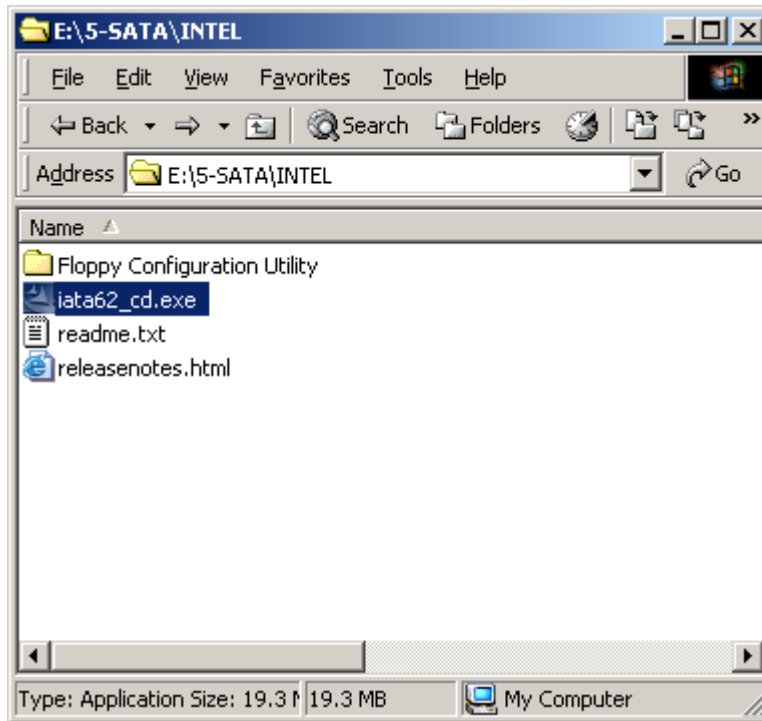 E:\5-SATA\INTEL
File Edit View Favorites Tools Help
Back Search Folders »
Address E:\5-SATA\INTEL Go
Name
Floppy Configuration Utility
iata62_cd.exe
readme.txt
releasenotes.html
Type: Application Size: 19.3 19.3 MB My Computer